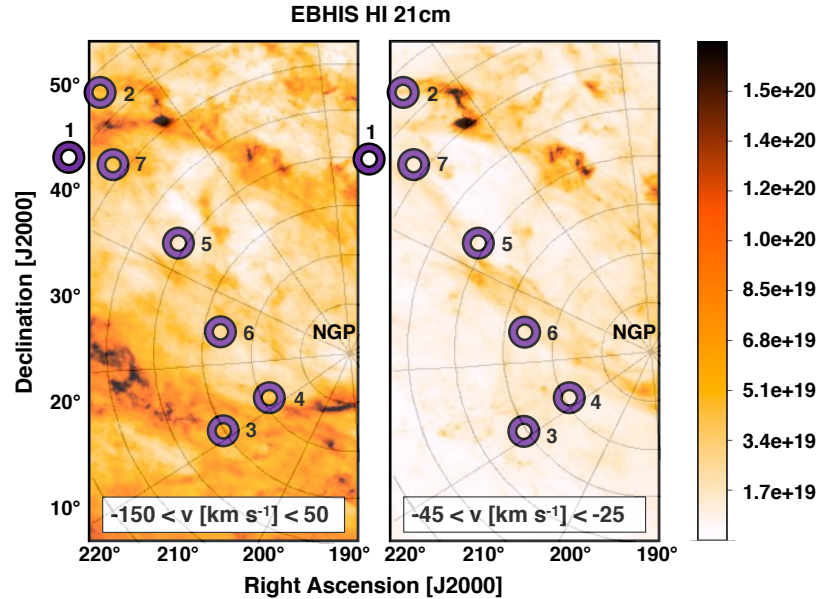 EBHIS HI 21cm
Declination [J2000]
50°
40°
30°
20°
10°
1
2
7
5
6
NGP
4
3
-150 < v [km s⁻¹] < 50
220°
210°
200°
190°
1
2
7
5
6
NGP
4
3
-45 < v [km s⁻¹] < -25
220°
210°
200°
190°
Right Ascension [J2000]
1.5e+20
1.4e+20
1.2e+20
1.0e+20
8.5e+19
6.8e+19
5.1e+19
3.4e+19
1.7e+19